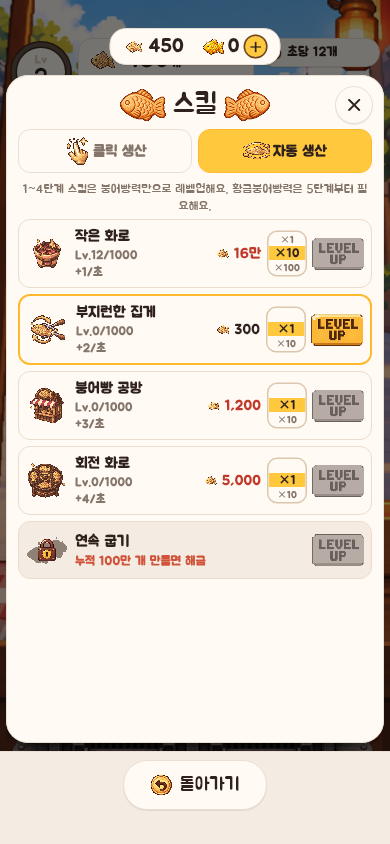 450
0
초당 12개
Lv
스킬
클릭 생산
자동 생산
1~4단계 스킬은 붕어빵력만으로 레벨업해요. 황금붕어빵력은 5단계부터 필
요해요.
작은 화로
Lv.12/1000
+1/초
16만
×1
×10
×100
LEVEL
UP
부지런한 집게
Lv.0/1000
+2/초
300
×1
×10
LEVEL
UP
붕어빵 공방
Lv.0/1000
+3/초
1,200
×1
×10
LEVEL
UP
회전 화로
Lv.0/1000
+4/초
5,000
×1
×10
LEVEL
UP
연속 굽기
누적 100만 개 만들면 해금
LEVEL
UP
돌아가기